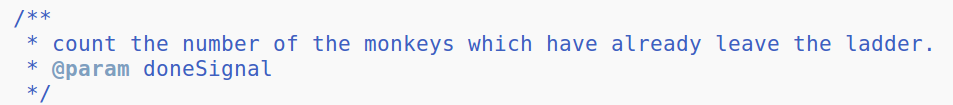 /**
 * count the number of the monkeys which have already leave the ladder.
 * @param doneSignal
 */